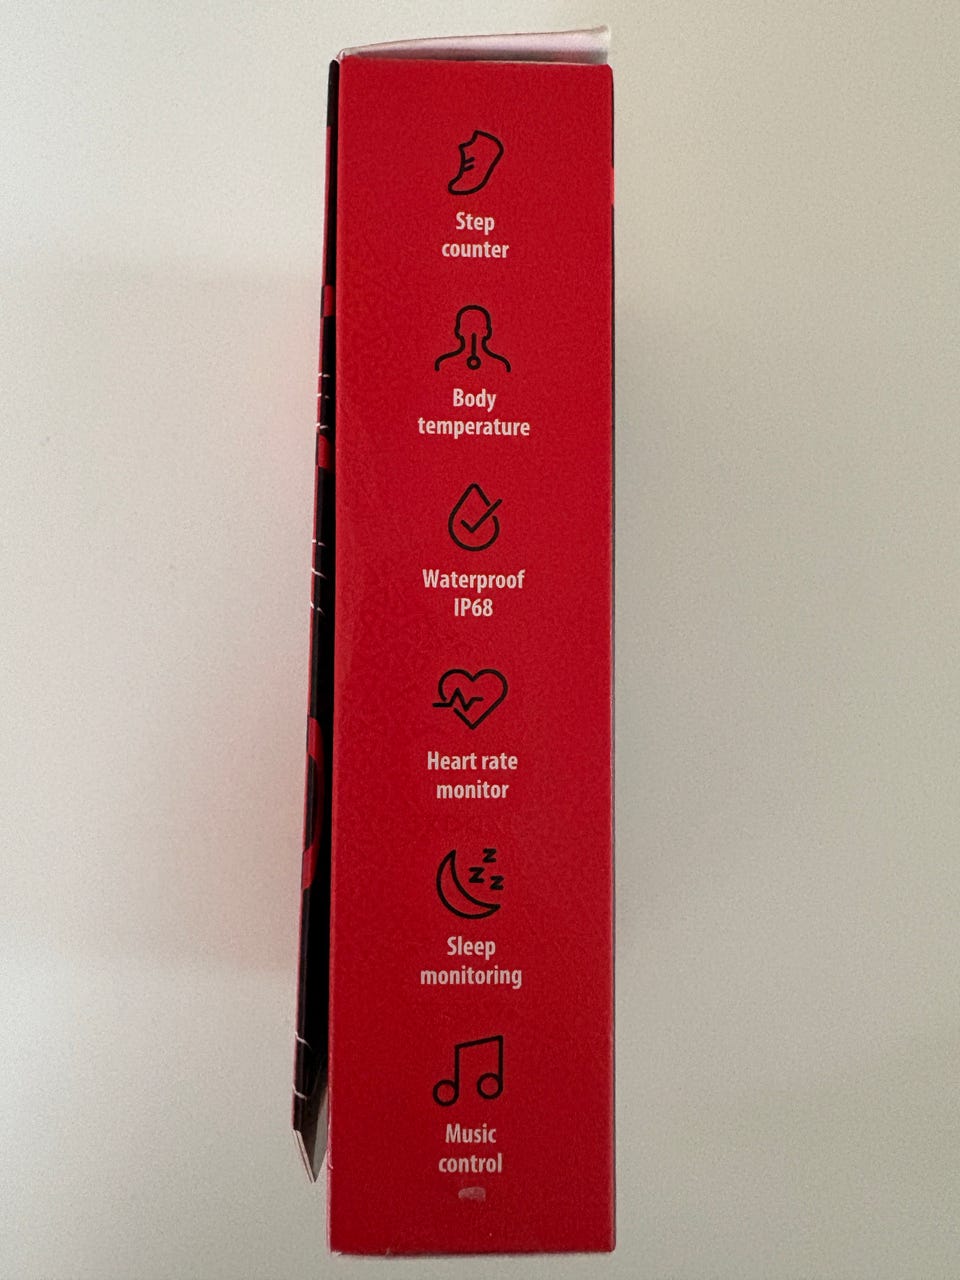 Step
counter
Body
temperature
Waterproof
IP68
Heart rate
monitor
Sleep
monitoring
Music
control